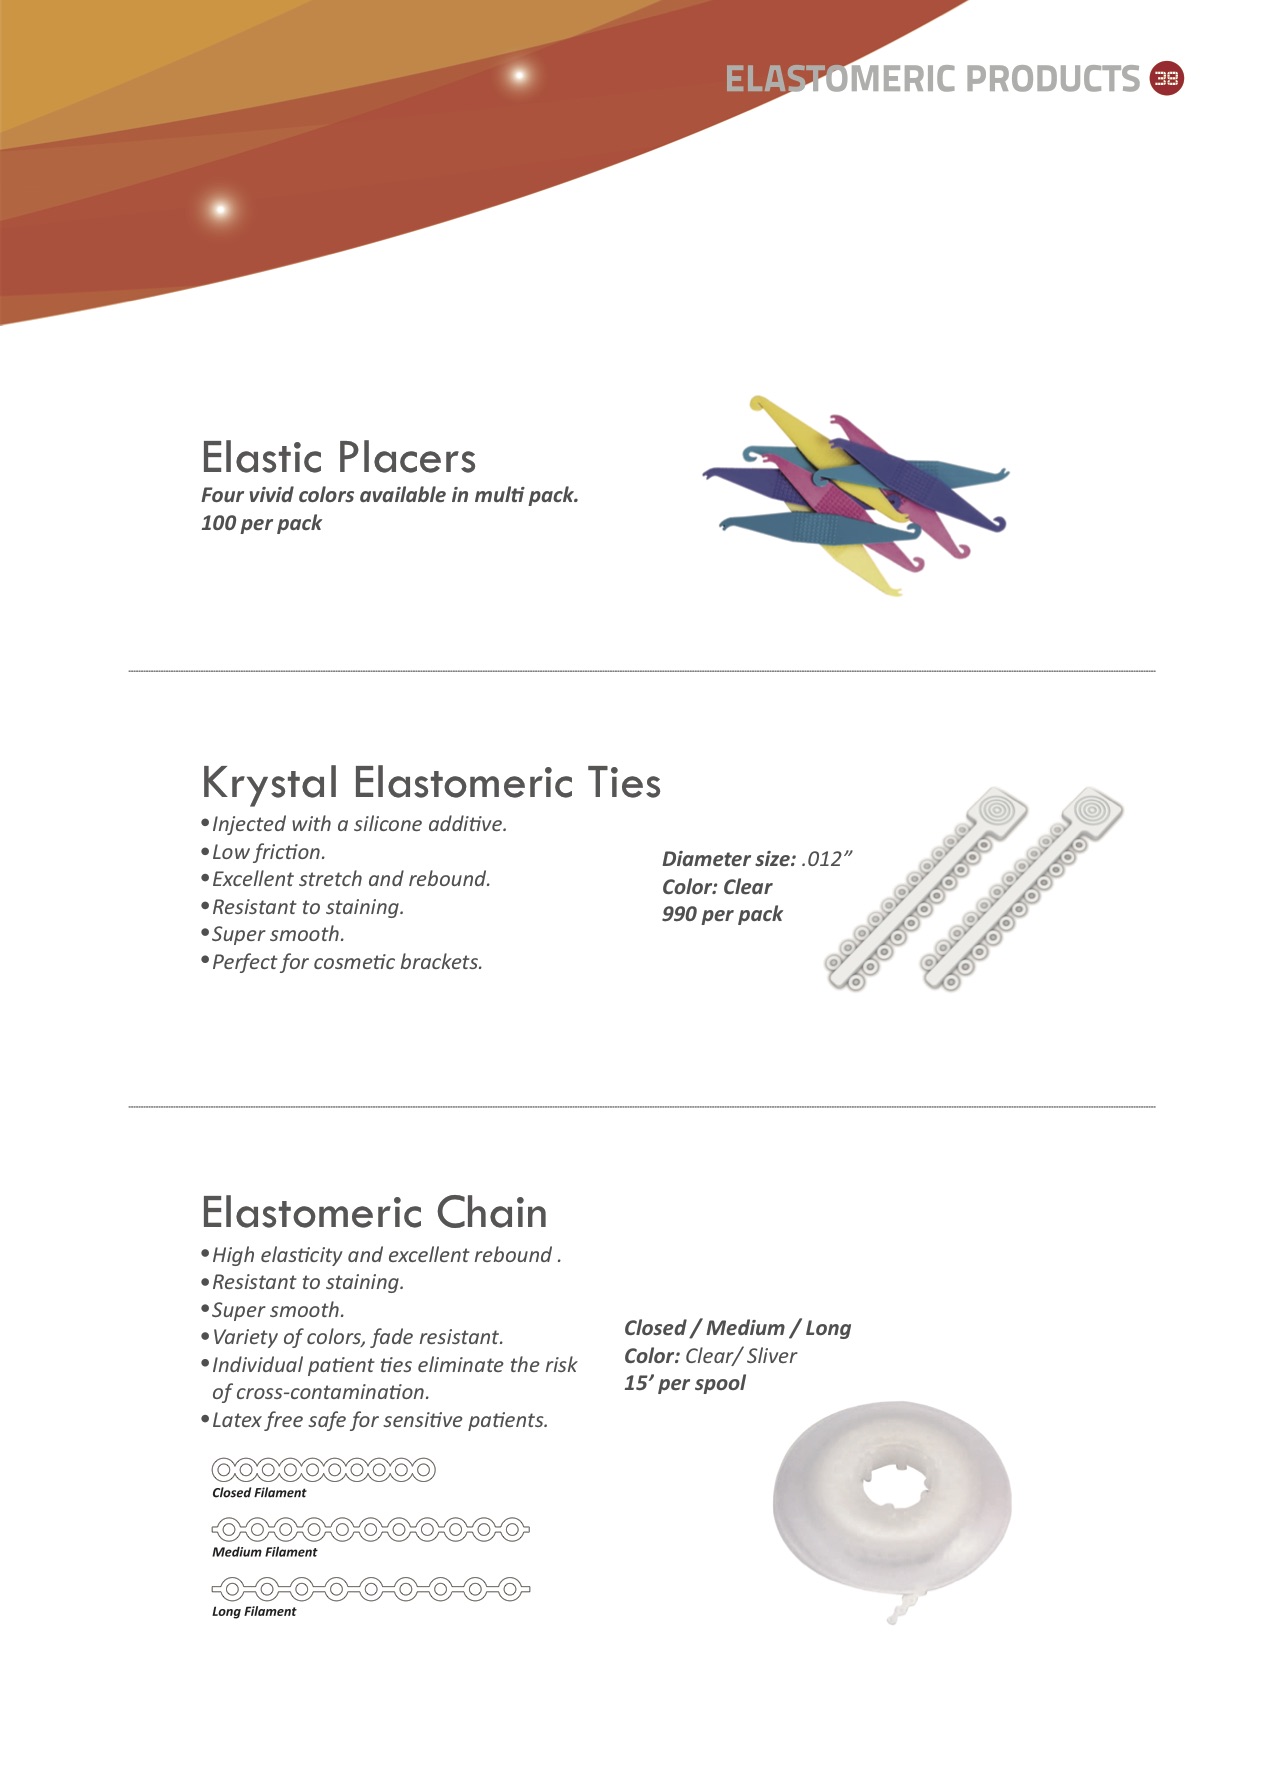 ELASTOMERIC PRODUCTS 38
Elastic Placers
Four vivid colors available in multi pack.
100 per pack
Krystal Elastomeric Ties
•Injected with a silicone additive.
•Low friction.
•Excellent stretch and rebound.
•Resistant to staining.
•Super smooth.
•Perfect for cosmetic brackets.
Diameter size: .012”
Color: Clear
990 per pack
Elastomeric Chain
•High elasticity and excellent rebound .
•Resistant to staining.
•Super smooth.
•Variety of colors, fade resistant.
•Individual patient ties eliminate the risk
of cross-contamination.
•Latex free safe for sensitive patients.
Closed / Medium / Long
Color: Clear/ Sliver
15’ per spool
Closed Filament
Medium Filament
Long Filament